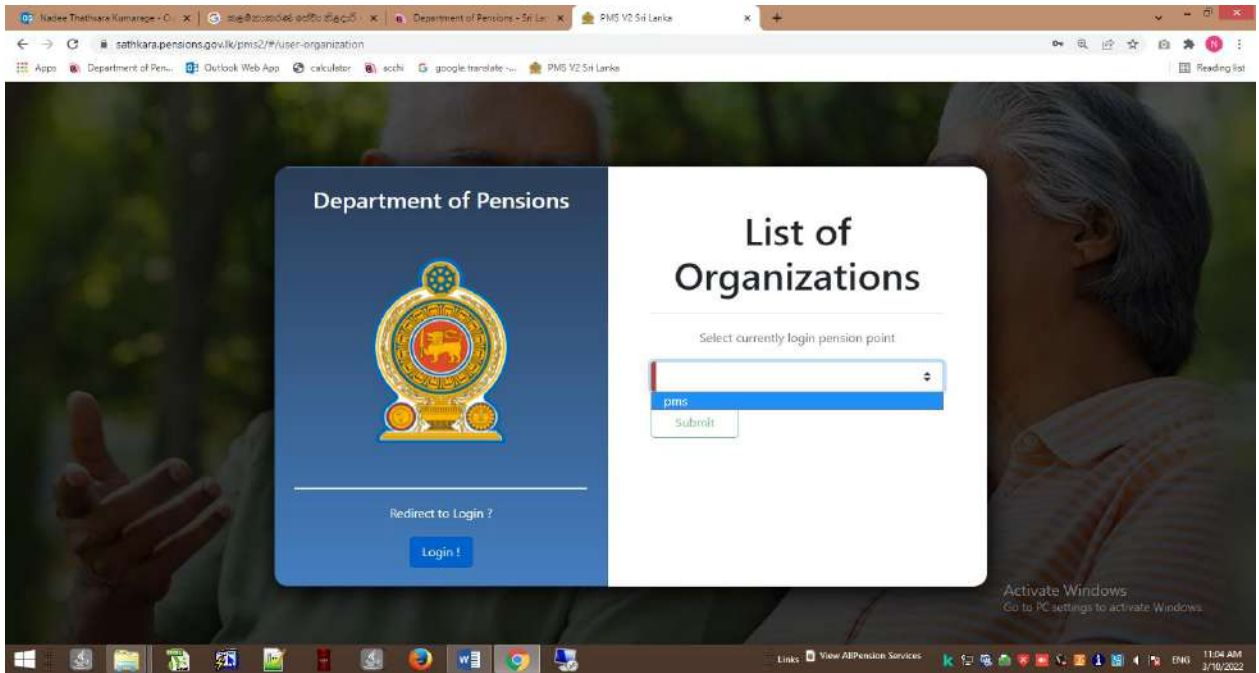 Nadee Thathsara Kumarage - O
Department of Pensions - Sri Lan
PMS V2 Sri Lanka
sathkara.pensions.gov.lk/pms2/#/user-organization
Apps
Department of Pen...
Outlook Web App
calculator
scchi
google translate -...
PMS V2 Sri Lanka
Reading list
Department of Pensions
Redirect to Login ?
Login !
List of
Organizations
Select currently login pension point
pms
Submit
Activate Windows
Go to PC settings to activate Windows.
Links
View AllPension Services
ENG
11:04 AM
3/10/2022